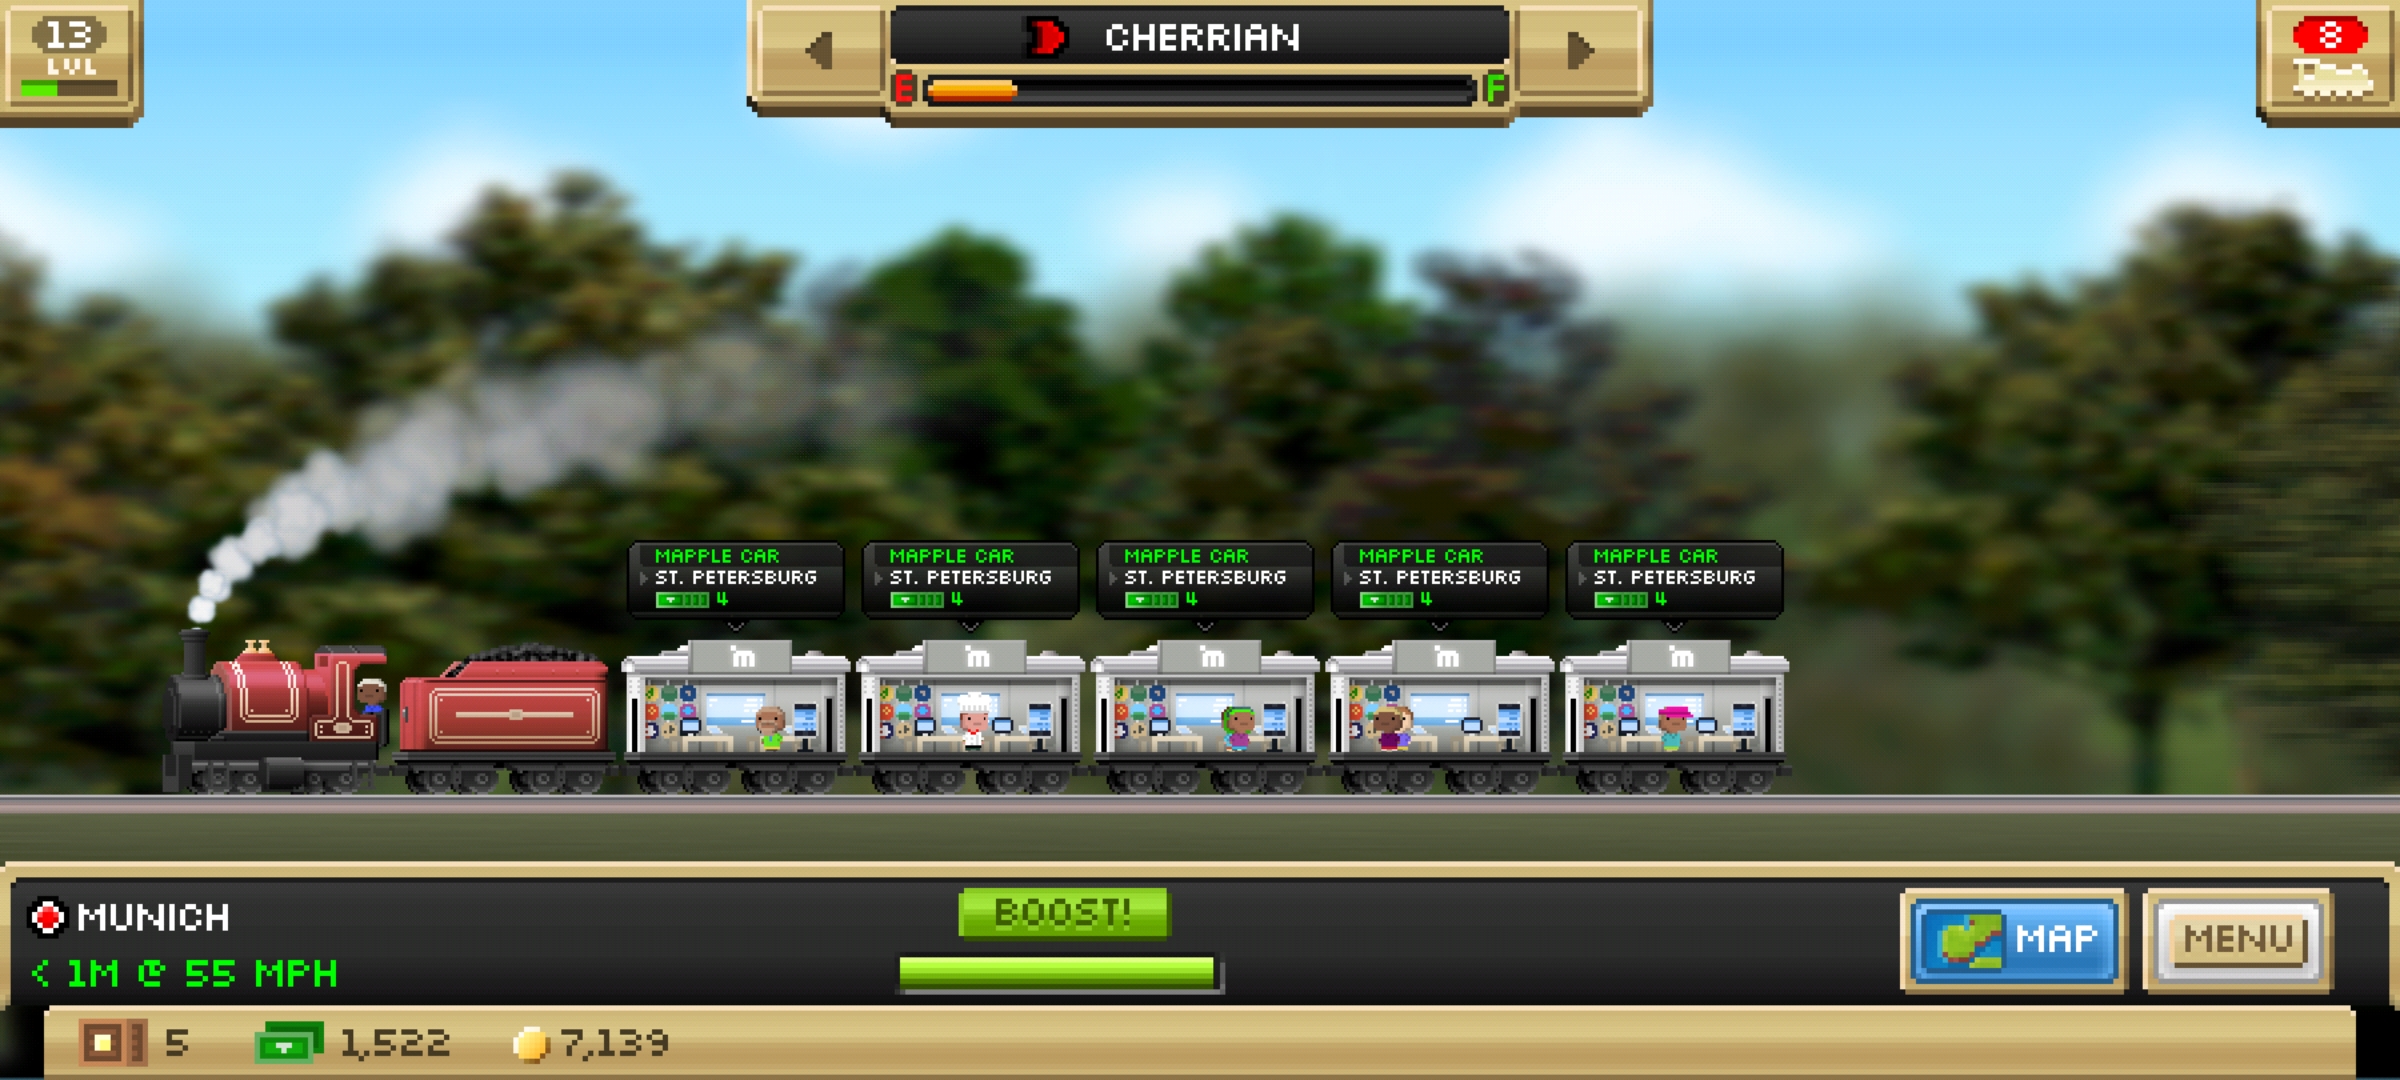 13
LVL
CHERRIAN
E F
8
MAPPLE CAR
ST. PETERSBURG
4
MAPPLE CAR
ST. PETERSBURG
4
MAPPLE CAR
ST. PETERSBURG
4
MAPPLE CAR
ST. PETERSBURG
4
MAPPLE CAR
ST. PETERSBURG
4
m m m m m
MUNICH
< 1M @ 55 MPH
BOOST!
MAP
MENU
5 1,522 7,139